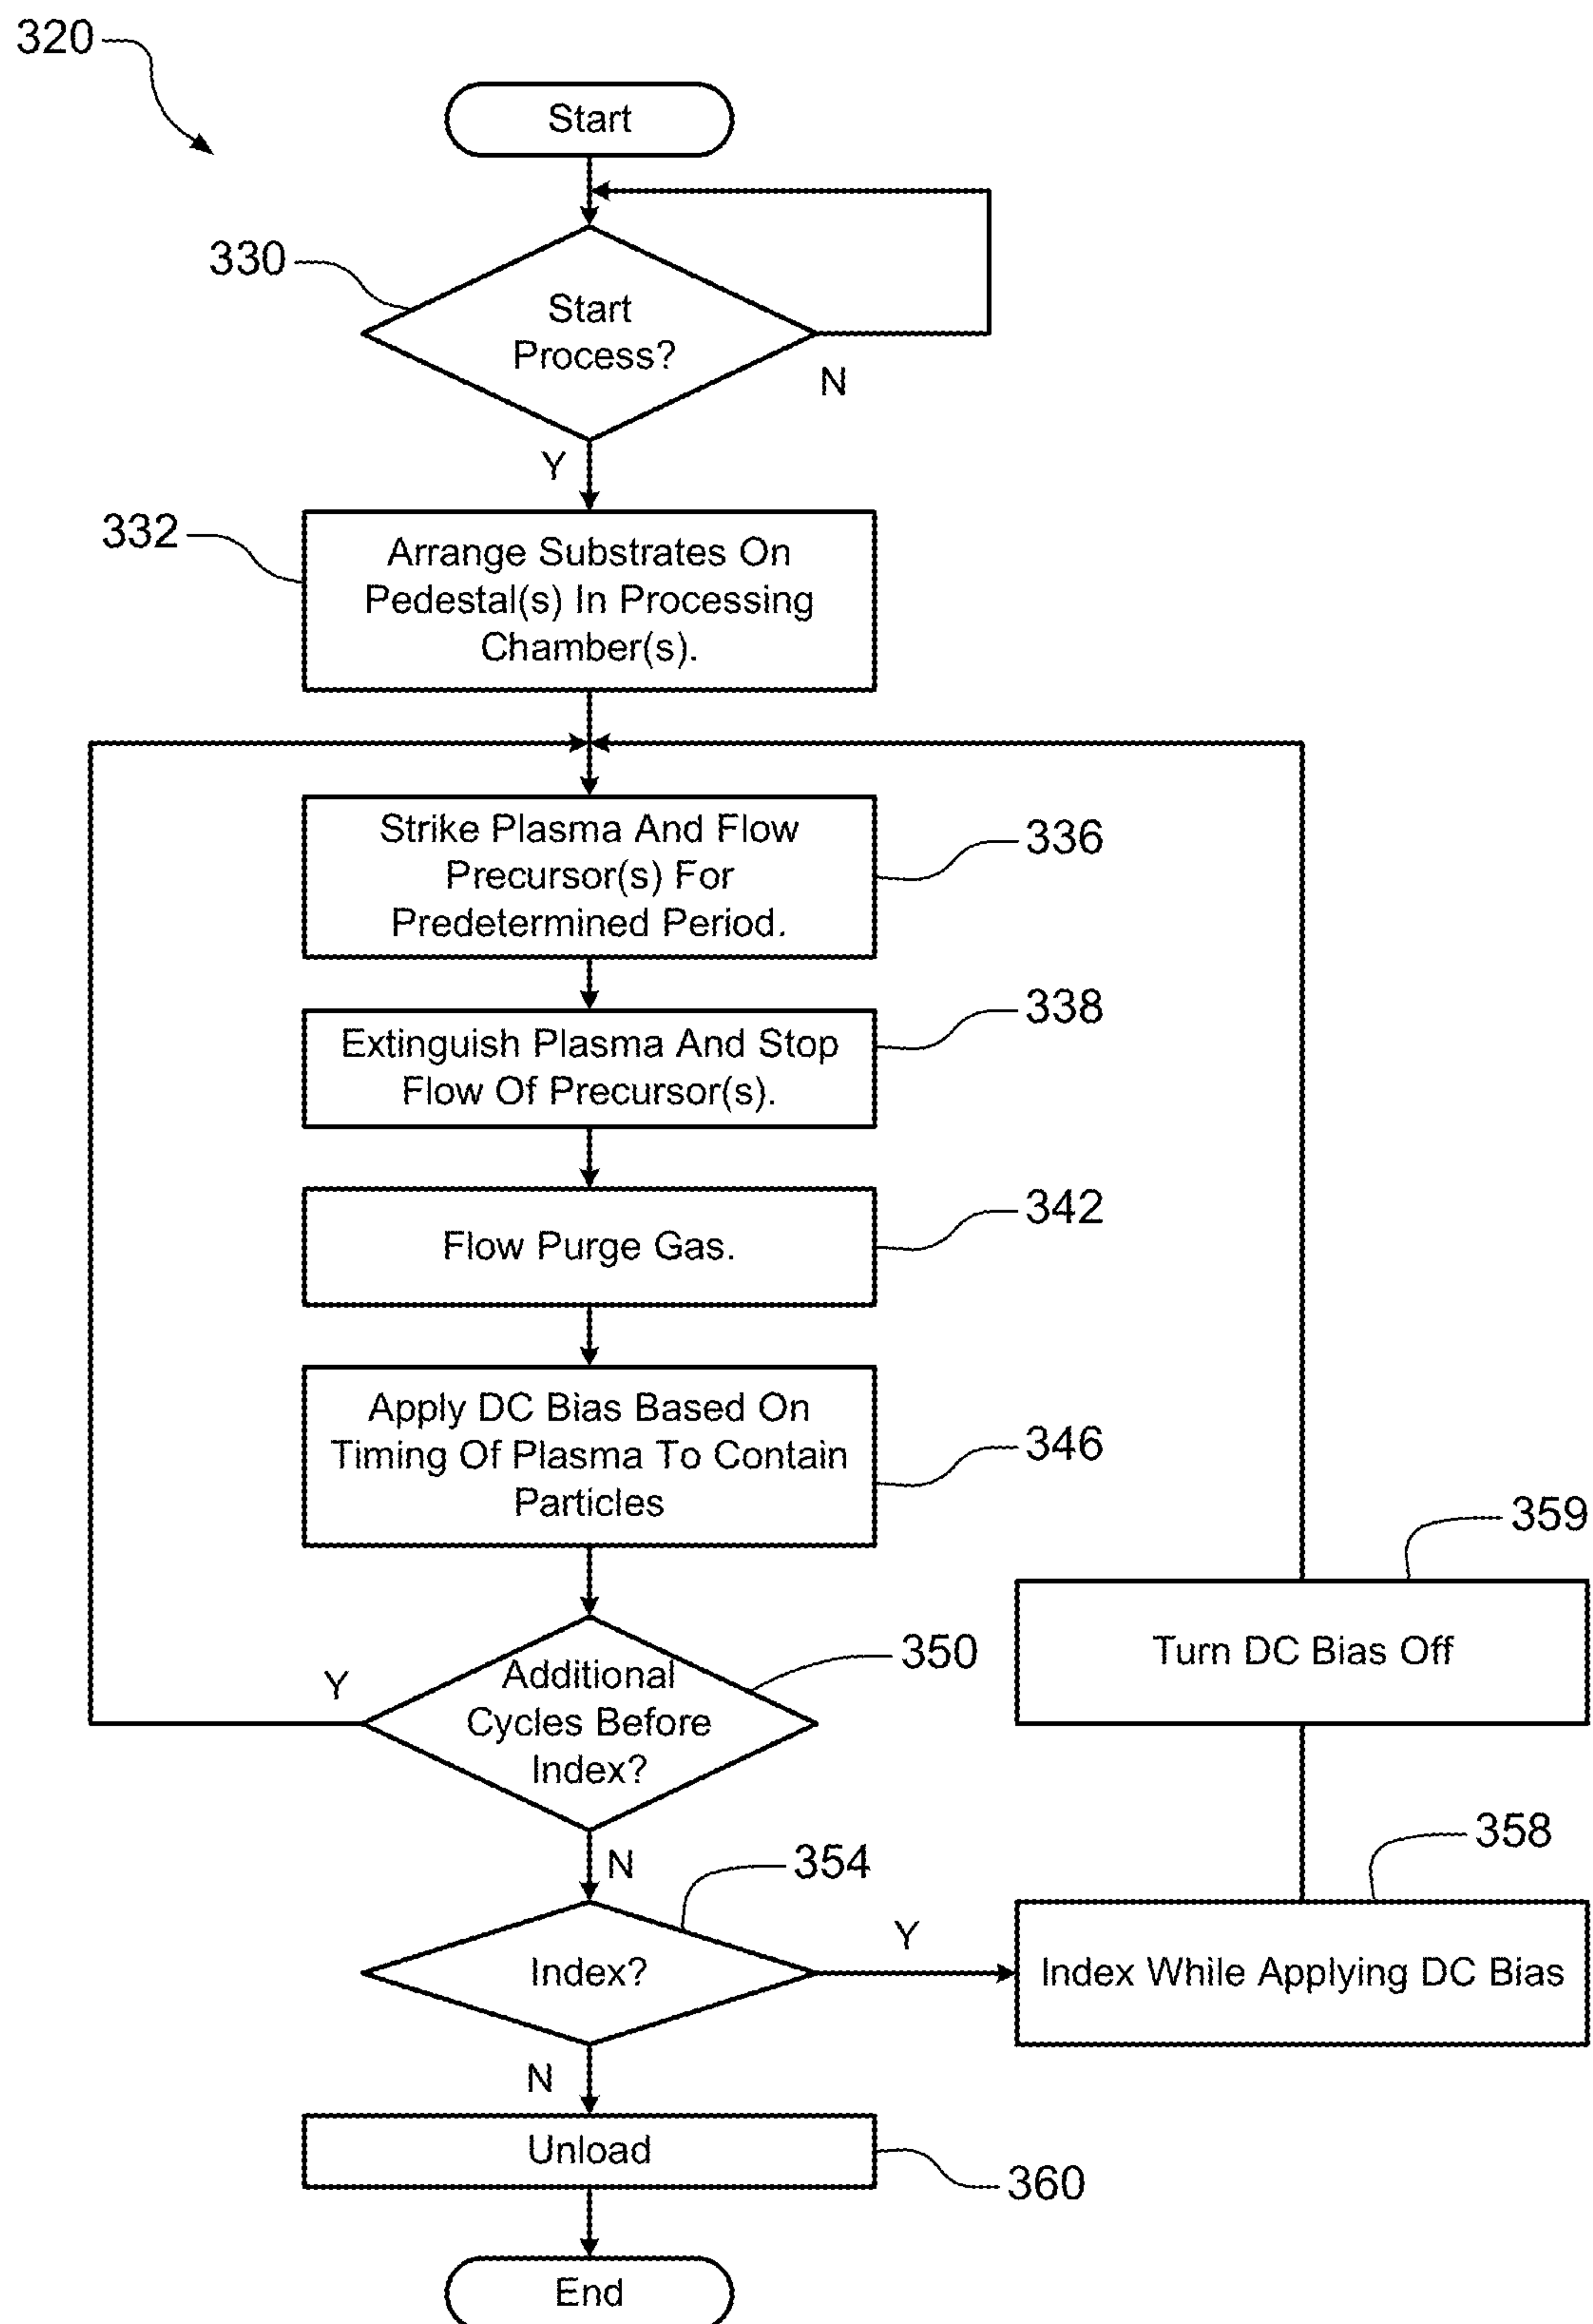 320
Start
330
Start
Process?
N
Y
332
Arrange Substrates On
Pedestal(s) In Processing
Chamber(s).
Strike Plasma And Flow
Precursor(s) For
Predetermined Period.
336
Extinguish Plasma And Stop
Flow Of Precursor(s).
338
Flow Purge Gas.
342
Apply DC Bias Based On
Timing Of Plasma To Contain
Particles
346
359
Turn DC Bias Off
350
Y
Additional
Cycles Before
Index?
N
354
358
Index?
Y
Index While Applying DC Bias
N
Unload
360
End